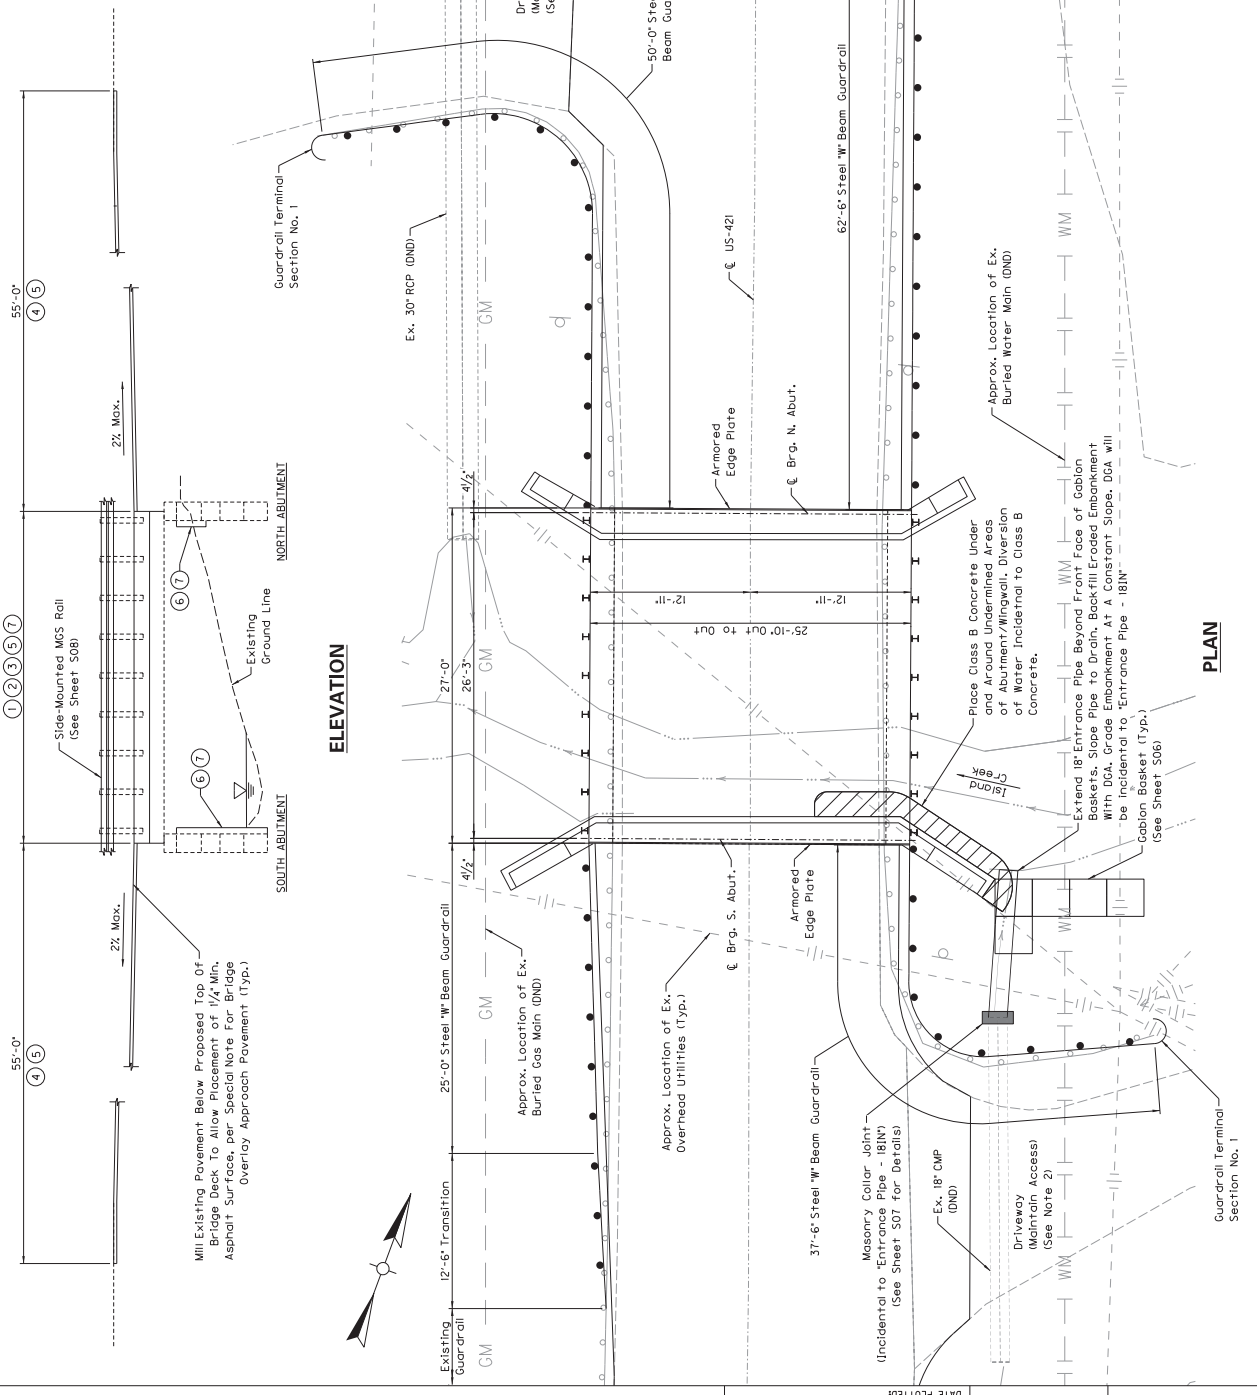 55'-0"
4 5
1 2 3 5 7
55'-0"
4 5
2% Max.
2% Max.
Side-Mounted MGS Rail
(See Sheet S08)
6 7
6 7
Existing
Ground Line
SOUTH ABUTMENT
NORTH ABUTMENT
Mill Existing Pavement Below Proposed Top Of
Bridge Deck To Allow Placement of 1¼" Min.
Asphalt Surface, per Special Note For Bridge
Overlay Approach Pavement (Typ.)
ELEVATION
Guardrail Terminal
Section No. 1
Ex. 30" RCP (DND)
50'-0" Stee
Beam Gua
Existing
Guardrail
12'-6" Transition
25'-0" Steel "W" Beam Guardrail
4½"
27'-0"
26'-3"
4½"
GM
GM
GM
GM
Approx. Location of Ex.
Buried Gas Main (DND)
Approx. Location of Ex.
Overhead Utilities (Typ.)
℄ Brg. S. Abut.
Armored
Edge Plate
12'-11"
12'-11"
25'-10" Out to Out
Armored
Edge Plate
℄ Brg. N. Abut.
℄ US-421
62'-6" Steel "W" Beam Guardrail
37'-6" Steel "W" Beam Guardrail
Masonry Collar Joint
(Incidental to "Entrance Pipe - 18IN")
(See Sheet S07 for Details)
Ex. 18" CMP
(DND)
Driveway
(Maintain Access)
(See Note 2)
Island
Creek
Place Class B Concrete Under
and Around Undermined Areas
of Abutment/Wingwall. Diversion
of Water Incidetnal to Class B
Concrete.
Approx. Location of Ex.
Buried Water Main (DND)
WM
WM
WM
WM
WM
Extend 18" Entrance Pipe Beyond Front Face of Gabion
Baskets. Slope Pipe to Drain. Backfill Eroded Embankment
With DGA. Grade Embankment At A Constant Slope. DGA will
be incidental to "Entrance Pipe - 18IN"
Gabion Basket (Typ.)
(See Sheet S06)
Guardrail Terminal
Section No. 1
PLAN